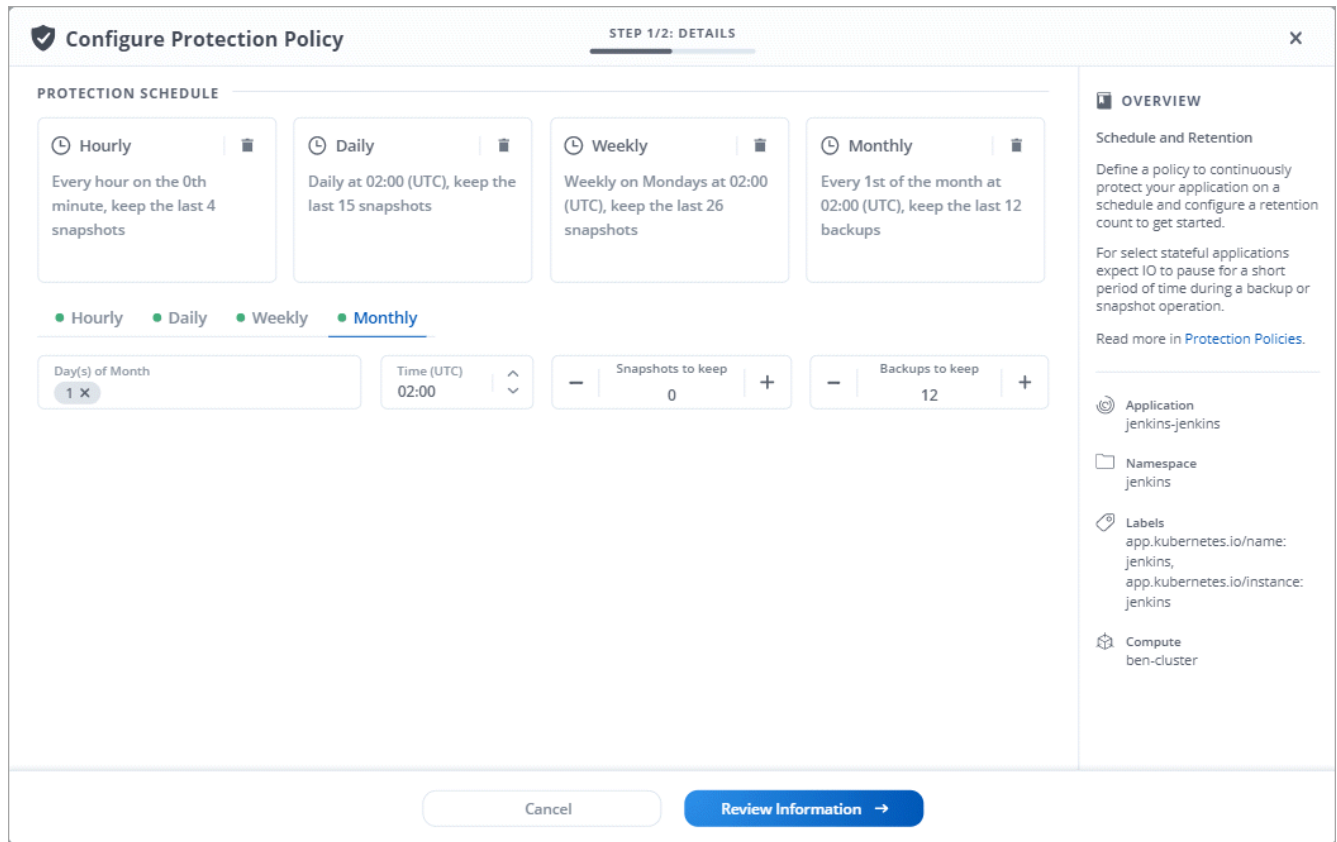 Configure Protection Policy
STEP 1/2: DETAILS
PROTECTION SCHEDULE
Hourly
Every hour on the 0th
minute, keep the last 4
snapshots
Daily
Daily at 02:00 (UTC), keep the
last 15 snapshots
Weekly
Weekly on Mondays at 02:00
(UTC), keep the last 26
snapshots
Monthly
Every 1st of the month at
02:00 (UTC), keep the last 12
backups
Hourly
Daily
Weekly
Monthly
Day(s) of Month
1
Time (UTC)
02:00
Snapshots to keep
0
Backups to keep
12
OVERVIEW
Schedule and Retention
Define a policy to continuously
protect your application on a
schedule and configure a retention
count to get started.
For select stateful applications
expect IO to pause for a short
period of time during a backup or
snapshot operation.
Read more in Protection Policies.
Application
jenkins-jenkins
Namespace
jenkins
Labels
app.kubernetes.io/name:
jenkins,
app.kubernetes.io/instance:
jenkins
Compute
ben-cluster
Cancel
Review Information →